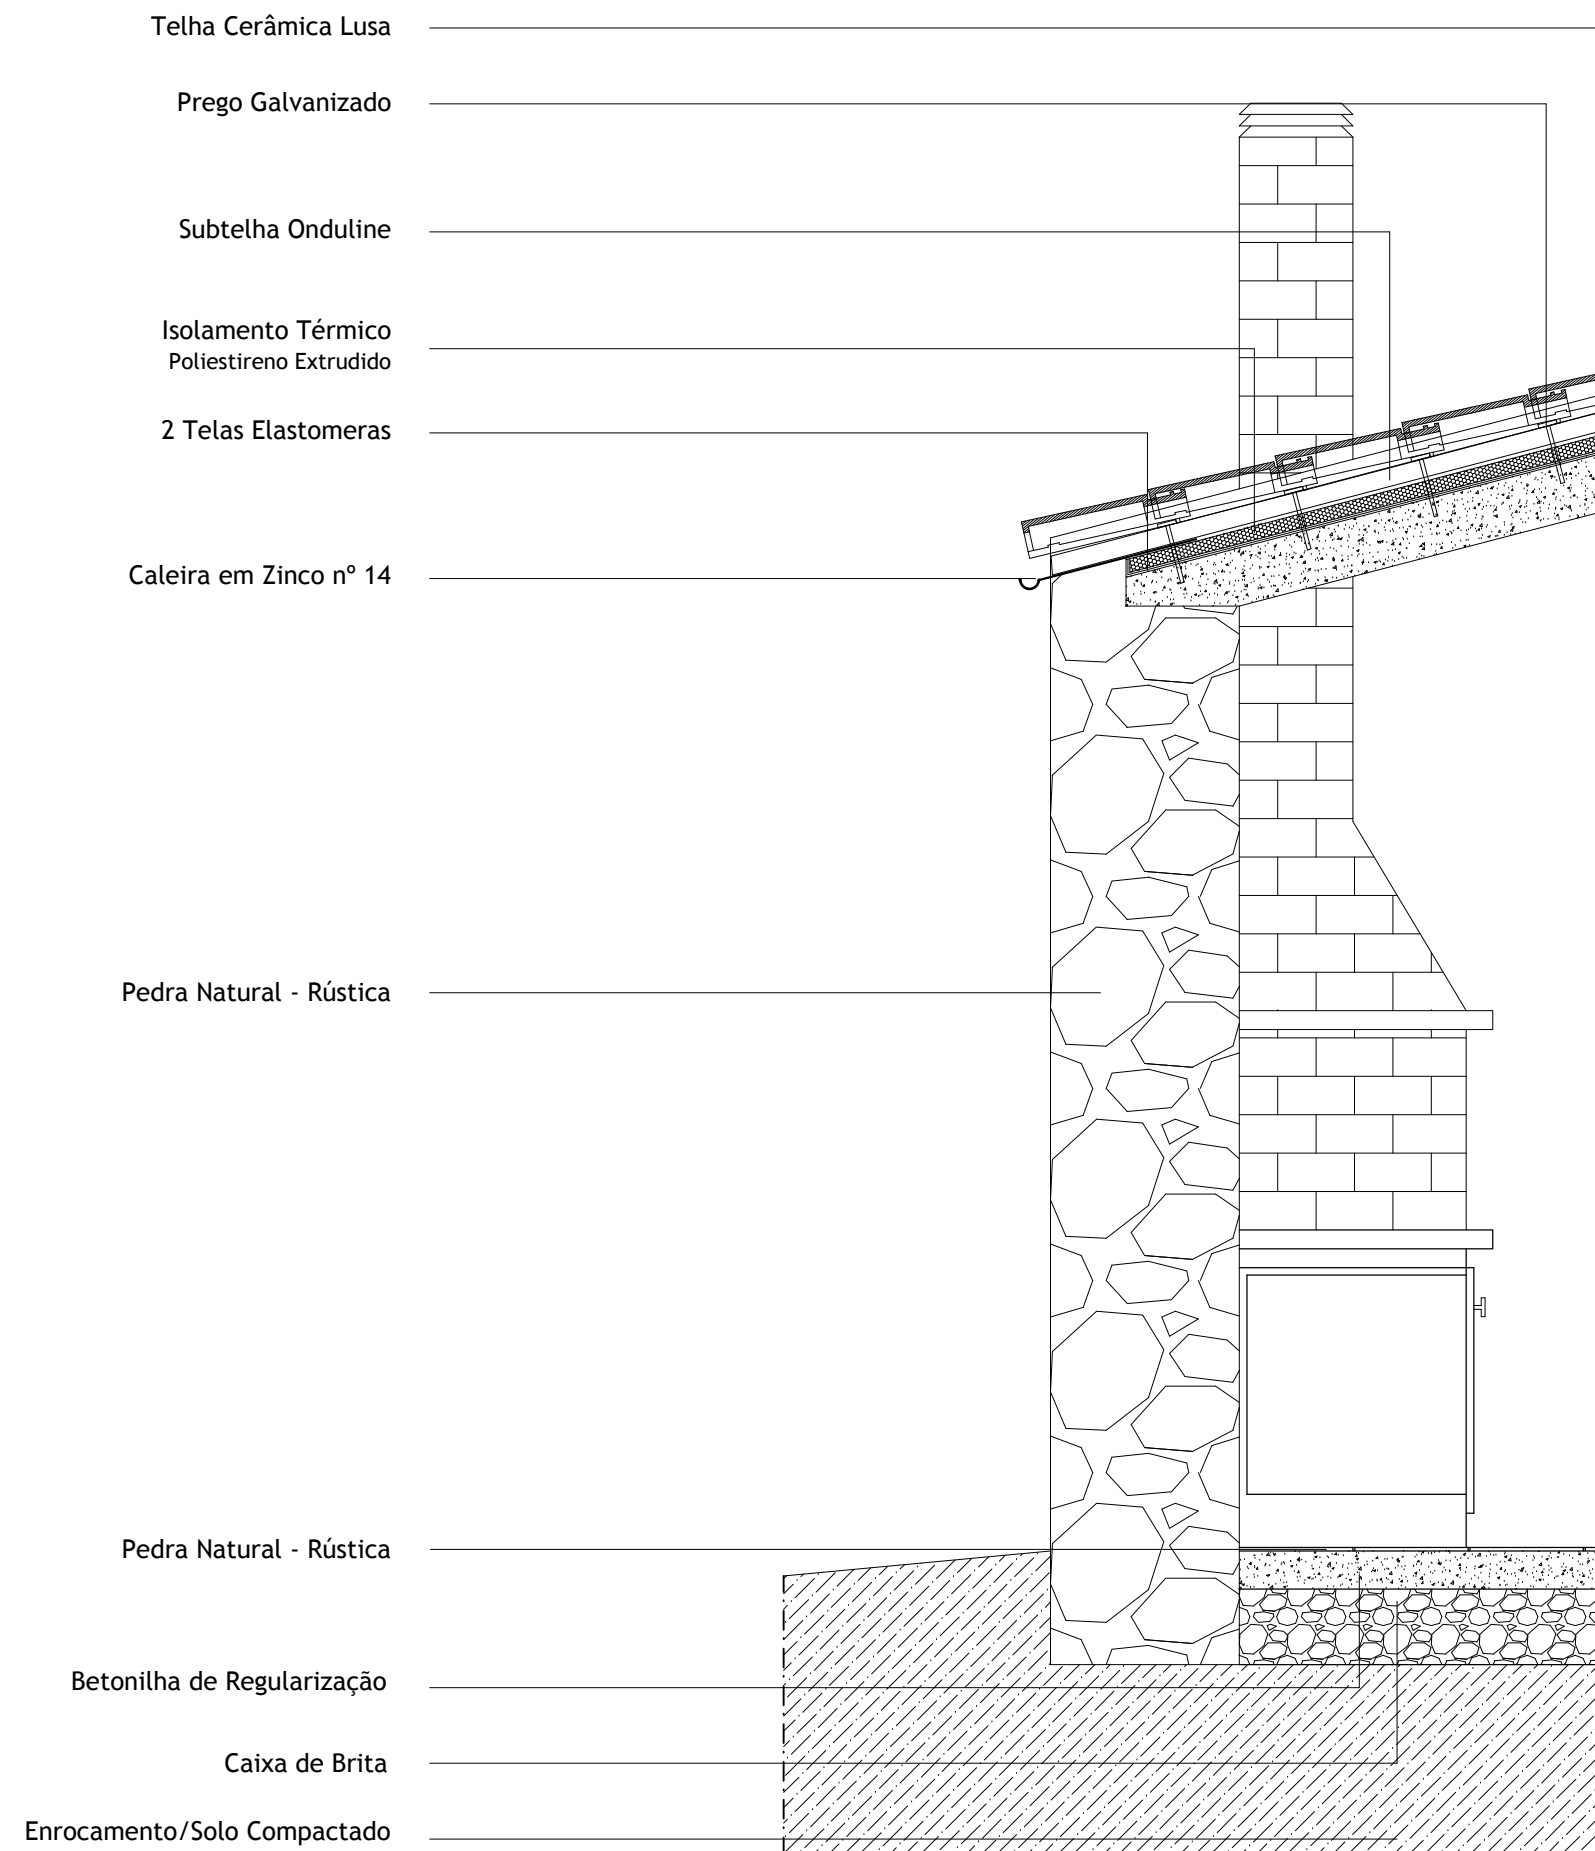 Telha Cerâmica Lusa
Prego Galvanizado
Subtelha Onduline
Isolamento Térmico
Poliestireno Extrudido
2 Telas Elastomeras
Caleira em Zinco nº 14
Pedra Natural - Rústica
Pedra Natural - Rústica
Betonilha de Regularização
Caixa de Brita
Enrocamento/Solo Compactado